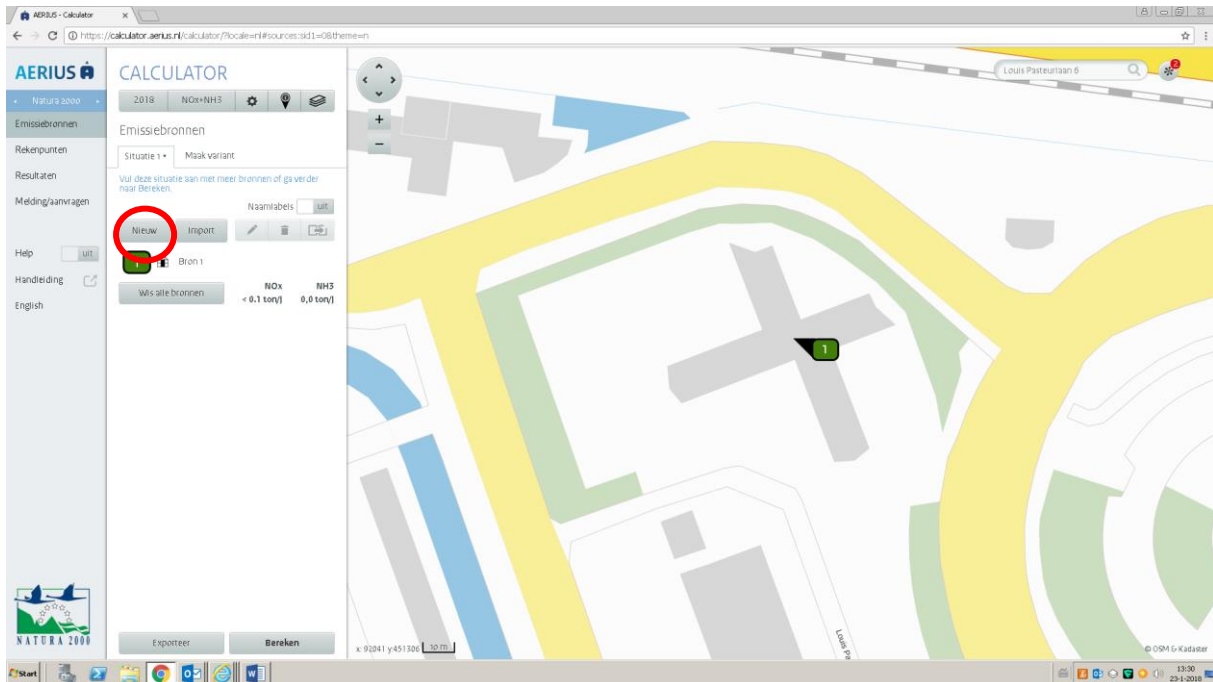 AERIUS - Calculator
https://calculator.aerius.nl/calculator/?locale=nl#sources:sid1=0&theme=n
AERIUS
Natura 2000
Emissiebronnen
Rekenpunten
Resultaten
Melding/aanvragen
Help uit
Handleiding
English
NATURA 2000
CALCULATOR
2018 NOx+NH3
Emissiebronnen
Situatie 1 Maak variant
Vul deze situatie aan met meer bronnen of ga verder
naar Bereken.
Naamlabels uit
Nieuw Import
1 Bron 1
Wis alle bronnen
NOx NH3
< 0.1 ton/j 0,0 ton/j
Exporteer Bereken
Louis Pasteurlaan 6
2
1
Louis Pa
x: 92041 y:451306 10 m
© OSM & Kadaster
Start
13:30
23-1-2018